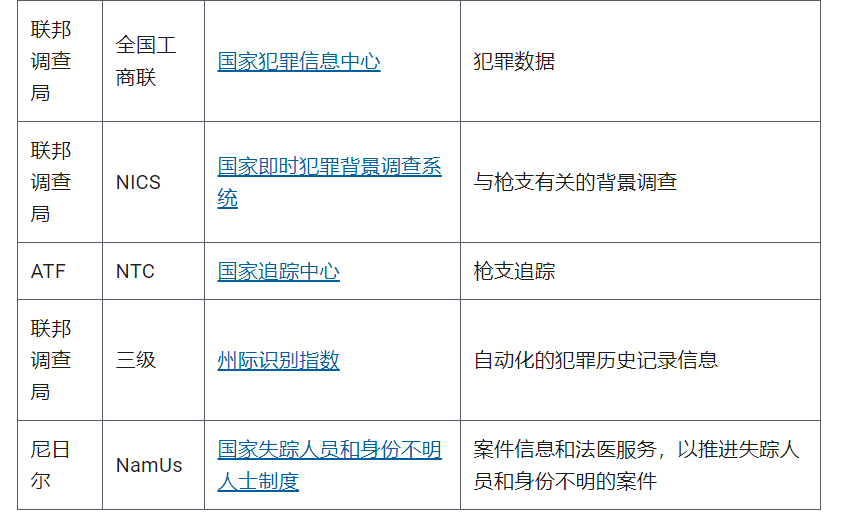 联邦
调查
局
全国工
商联
国家犯罪信息中心
犯罪数据
联邦
调查
局
NICS
国家即时犯罪背景调查系
统
与枪支有关的背景调查
ATF
NTC
国家追踪中心
枪支追踪
联邦
调查
局
三级
州际识别指数
自动化的犯罪历史记录信息
尼日
尔
NamUs
国家失踪人员和身份不明
人士制度
案件信息和法医服务，以推进失踪人
员和身份不明的案件